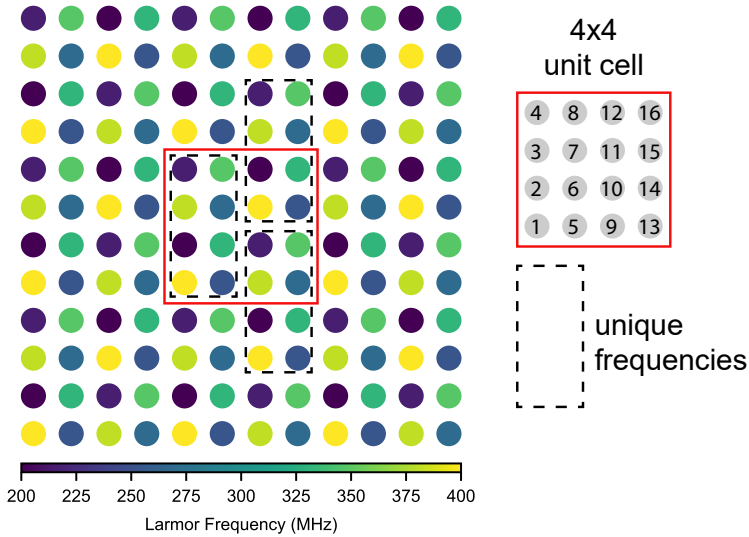 4x4
unit cell
4 8 12 16
3 7 11 15
2 6 10 14
1 5 9 13
unique
frequencies
200 225 250 275 300 325 350 375 400
Larmor Frequency (MHz)